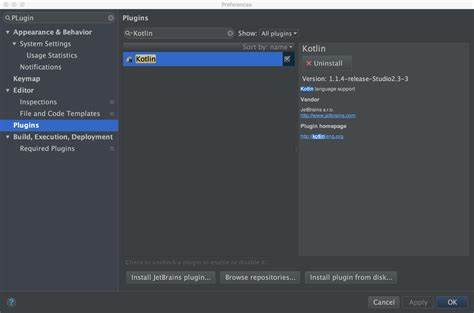 Preferences
PLugin
Appearance & Behavior
System Settings
Usage Statistics
Notifications
Keymap
Editor
Inspections
File and Code Templates
Plugins
Build, Execution, Deployment
Required Plugins
Plugins
Kotlin
Show: All plugins
Sort by: name
Kotlin
Check or uncheck a plugin to enable or disable it.
Install JetBrains plugin...
Browse repositories...
Install plugin from disk...
Kotlin
Uninstall
Version: 1.1.4-release-Studio2.3-3
Kotlin language support
Vendor
JetBrains s.r.o.
http://www.jetbrains.com
Plugin homepage
http://kotlinlang.org
?
Cancel
Apply
OK